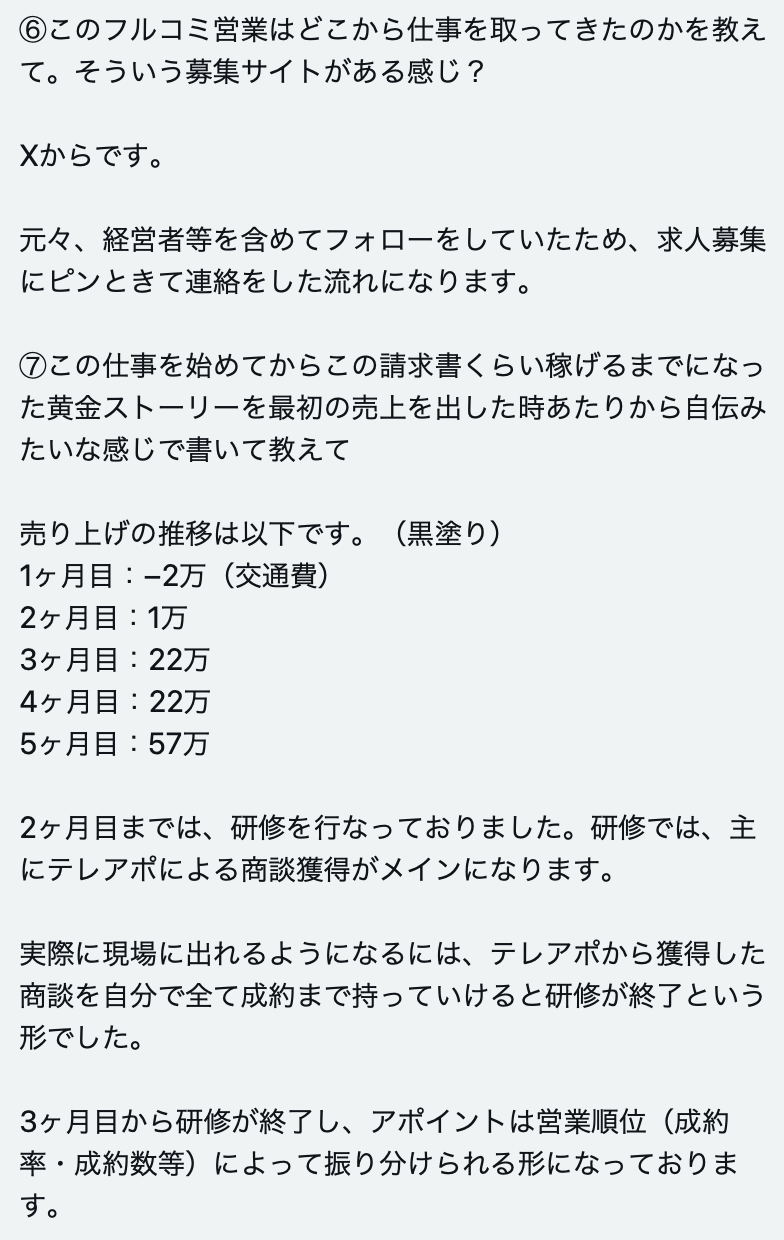 ⑥このフルコミ営業はどこから仕事を取ってきたのかを教え
て。そういう募集サイトがある感じ？
Xからです。
元々、経営者等を含めてフォローをしていたため、求人募集
にピンときて連絡をした流れになります。
⑦この仕事を始めてからこの請求書くらい稼げるまでになっ
た黄金ストーリーを最初の売上を出した時あたりから自伝み
たいな感じで書いて教えて
売り上げの推移は以下です。（黒塗り）
1ヶ月目：–2万（交通費）
2ヶ月目：1万
3ヶ月目：22万
4ヶ月目：22万
5ヶ月目：57万
2ヶ月目までは、研修を行なっておりました。研修では、主
にテレアポによる商談獲得がメインになります。
実際に現場に出れるようになるには、テレアポから獲得した
商談を自分で全て成約まで持っていけると研修が終了という
形でした。
3ヶ月目から研修が終了し、アポイントは営業順位（成約
率・成約数等）によって振り分けられる形になっておりま
す。